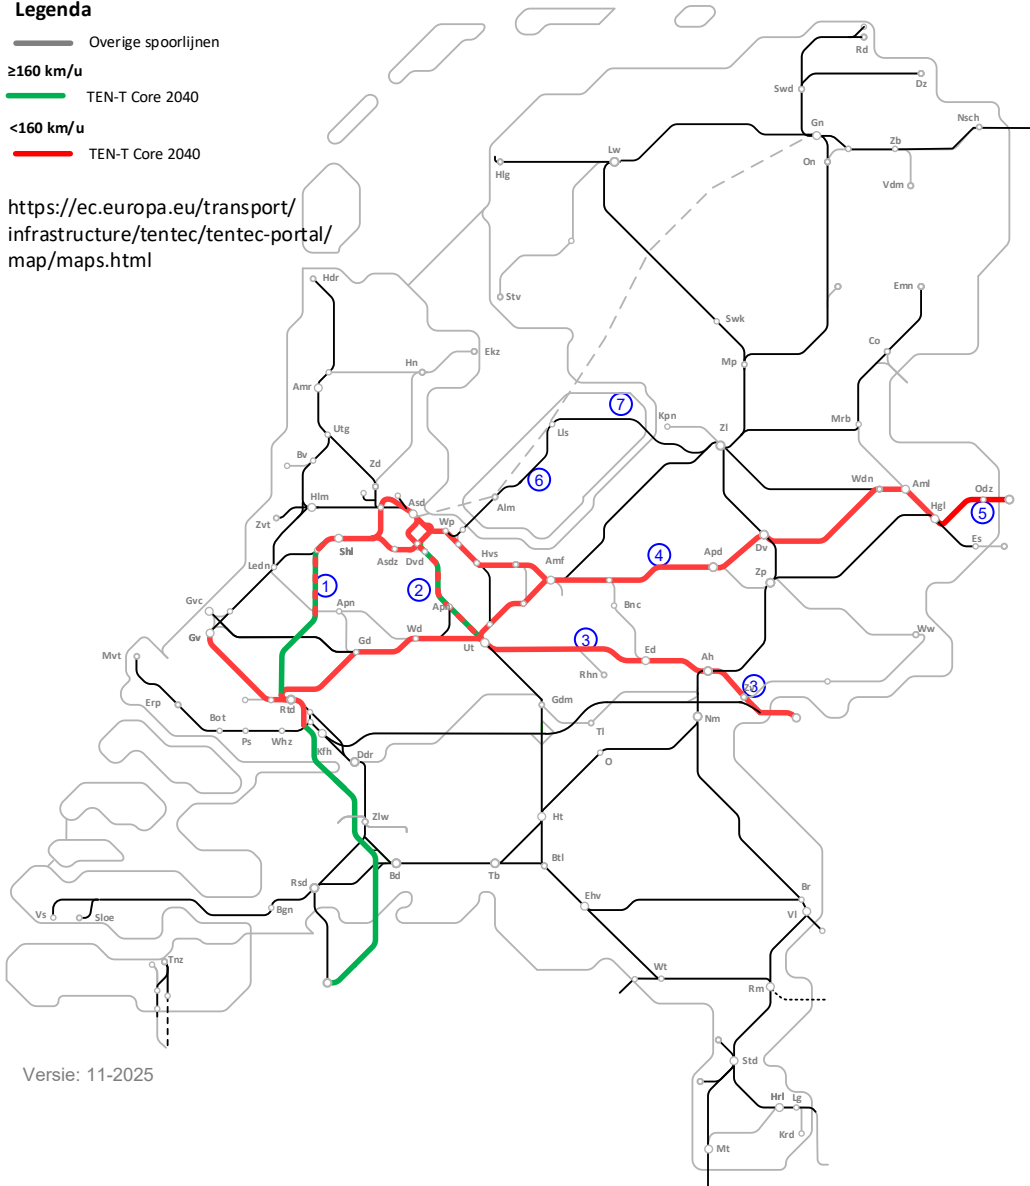 Legenda
Overige spoorlijnen
≥160 km/u
TEN-T Core 2040
<160 km/u
TEN-T Core 2040
https://ec.europa.eu/transport/
infrastructure/tentec/tentec-portal/
map/maps.html
Rd
Swd
Dz
Gn
Nsch
Zb
On
Vdm
Lw
Hlg
Stv
Hdr
Emn
Swk
Co
Ekz
Hn
Mp
Amr
7
Kpn
Mrb
Zl
Utg
Lls
Bv
Zd
6
Wdn
Aml
Odz
Hlm
Asd
Alm
Hgl
5
Zvt
Wp
Es
Shl
Asdz
Dvd
Hvs
Amf
4
Apd
Dv
Ledn
1
2
Zp
Gvc
Apn
Bnc
Gv
Wd
Gd
Ut
3
Ww
Mvt
Rhn
Ed
Ah
3
Erp
Rtd
Gdm
Bot
Nm
Ps
Whz
Kfh
Tl
Ddr
O
Zlw
Ht
Btl
Rsd
Bd
Tb
Br
Ehv
Vs
Sloe
Bgn
Vl
Tnz
Wt
Rm
Versie: 11-2025
Std
Hrl
Lg
Krd
Mt